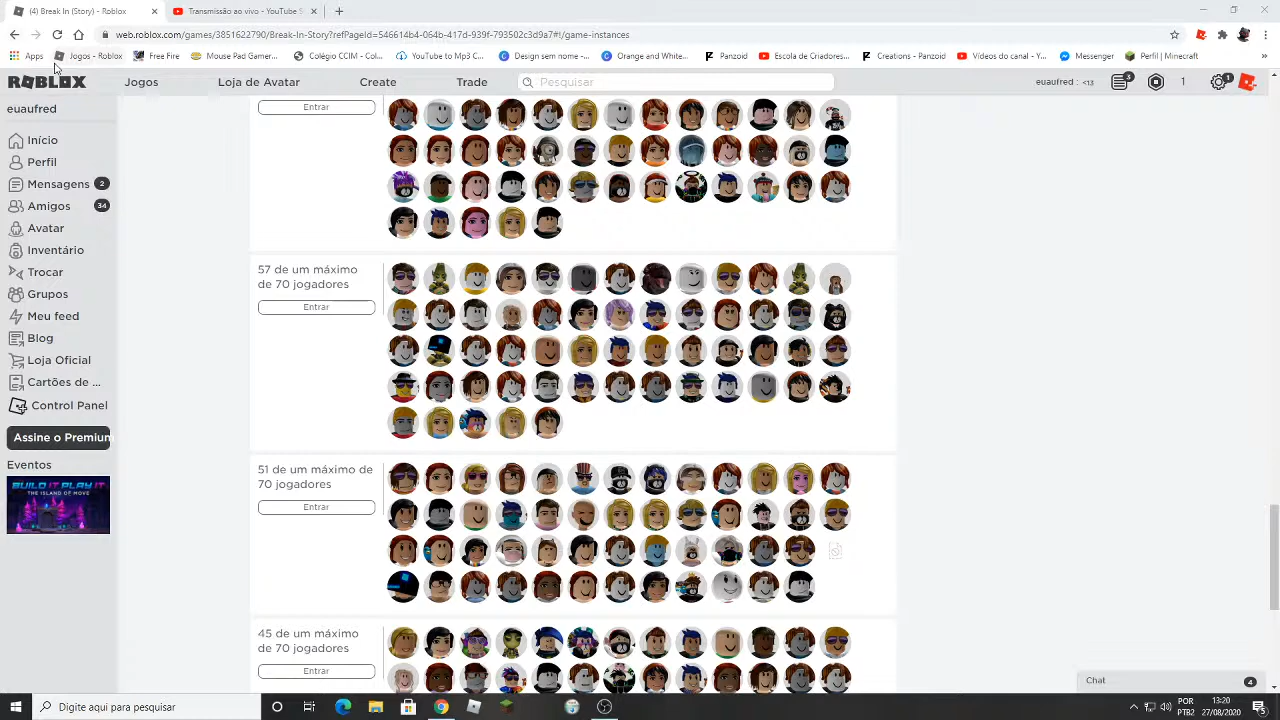 (4) Break In (Story) - Roblox
Transmissão ao vivo - YouTube S
web.roblox.com/games/3851622790/Break-In-Story?refPageId=546614b4-064b-417d-939f-793502c3d9a7#!/game-instances
Apps
Jogos - Roblox
Free Fire
Mouse Pad Gamer -...
Coléron CCIM - Col...
YouTube to Mp3 C...
Design sem nome -...
Orange and White...
Panzoid
Escola de Criadores...
Creations - Panzoid
Vídeos do canal - Y...
Messenger
Perfil | Minecraft
ROBLOX
Jogos
Loja de Avatar
Create
Trade
Pesquisar
euaufred : <13
3
1
1
euaufred
Início
Perfil
Mensagens 2
Amigos 34
Avatar
Inventário
Trocar
Grupos
Meu feed
Blog
Loja Oficial
Cartões de ...
Control Panel
Assine o Premium
Eventos
BUILD IT PLAY IT
THE ISLAND OF MOVE
Entrar
57 de um máximo
de 70 jogadores
Entrar
51 de um máximo de
70 jogadores
Entrar
45 de um máximo
de 70 jogadores
Entrar
Chat 4
Digite aqui para pesquisar
POR
PTB2
13:20
27/08/2020